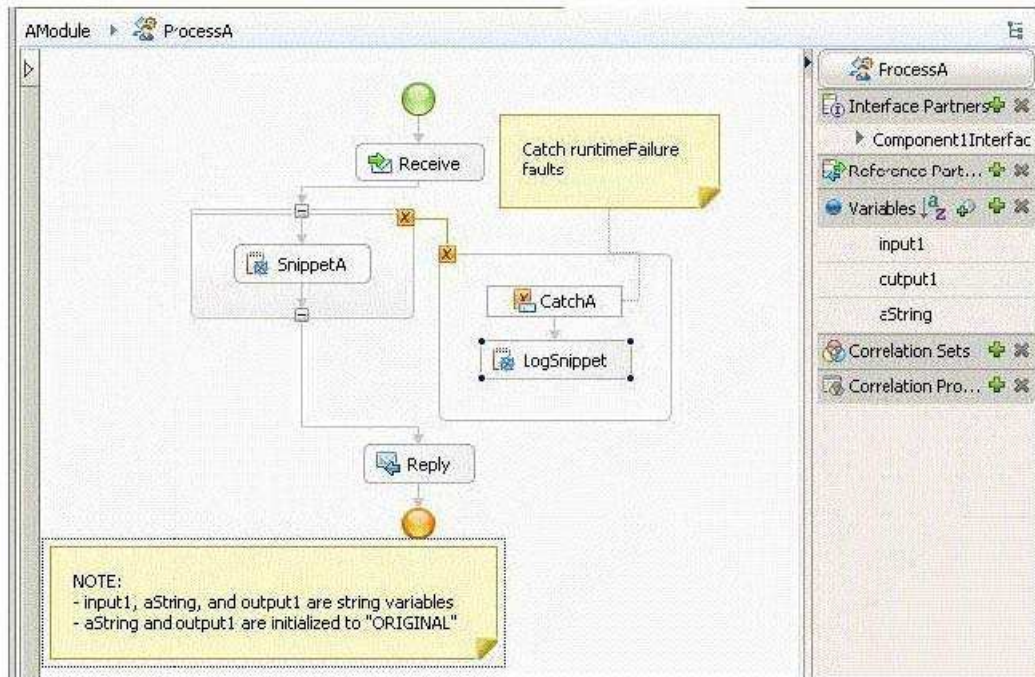 AModule ProcessA
ProcessA
Interface Partners
Component1Interfac
Reference Part...
Variables
input1
output1
aString
Correlation Sets
Correlation Pro...
Receive
Catch runtimeFailure
faults
SnippetA
CatchA
LogSnippet
Reply
NOTE:
- input1, aString, and output1 are string variables
- aString and output1 are initialized to "ORIGINAL"